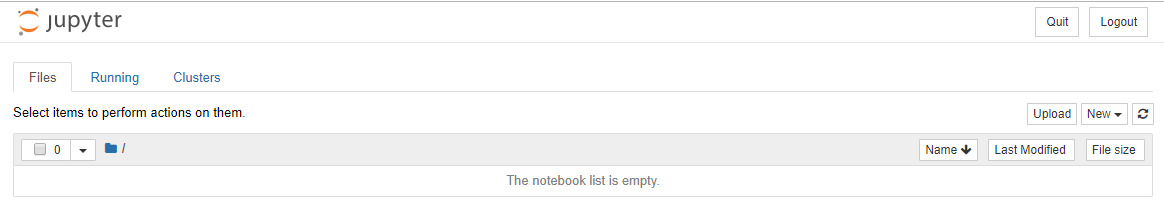 jupyter Quit Logout
Files Running Clusters
Select items to perform actions on them. Upload New
0 / Name Last Modified File size
The notebook list is empty.